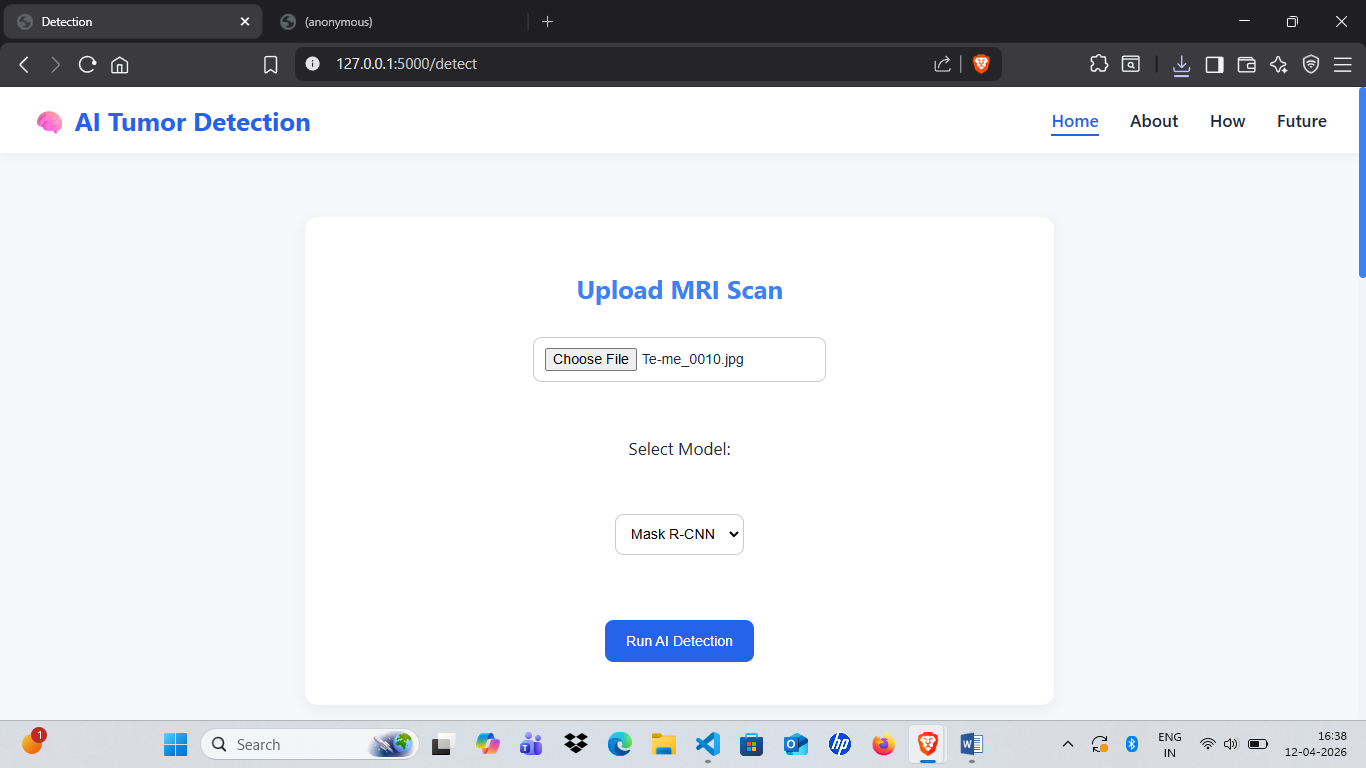 Detection
(anonymous)
127.0.0.1:5000/detect
AI Tumor Detection
Home About How Future
Upload MRI Scan
Choose File Te-me_0010.jpg
Select Model:
Mask R-CNN
Run AI Detection
1
Search
hp
W
ENG
IN
16:38
12-04-2026